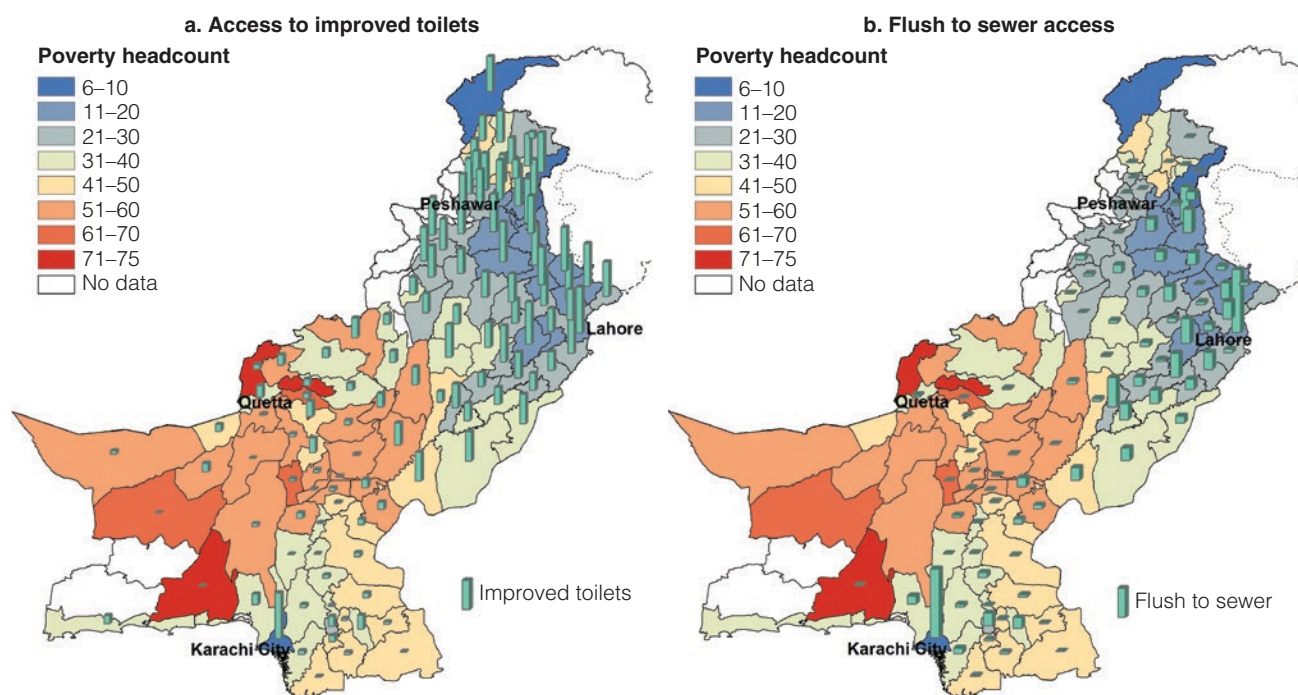 a. Access to improved toilets
Poverty headcount
6–10
11–20
21–30
31–40
41–50
51–60
61–70
71–75
No data
Peshawar
Lahore
Quetta
Karachi City
Improved toilets
b. Flush to sewer access
Poverty headcount
6–10
11–20
21–30
31–40
41–50
51–60
61–70
71–75
No data
Peshawar
Lahore
Quetta
Karachi City
Flush to sewer